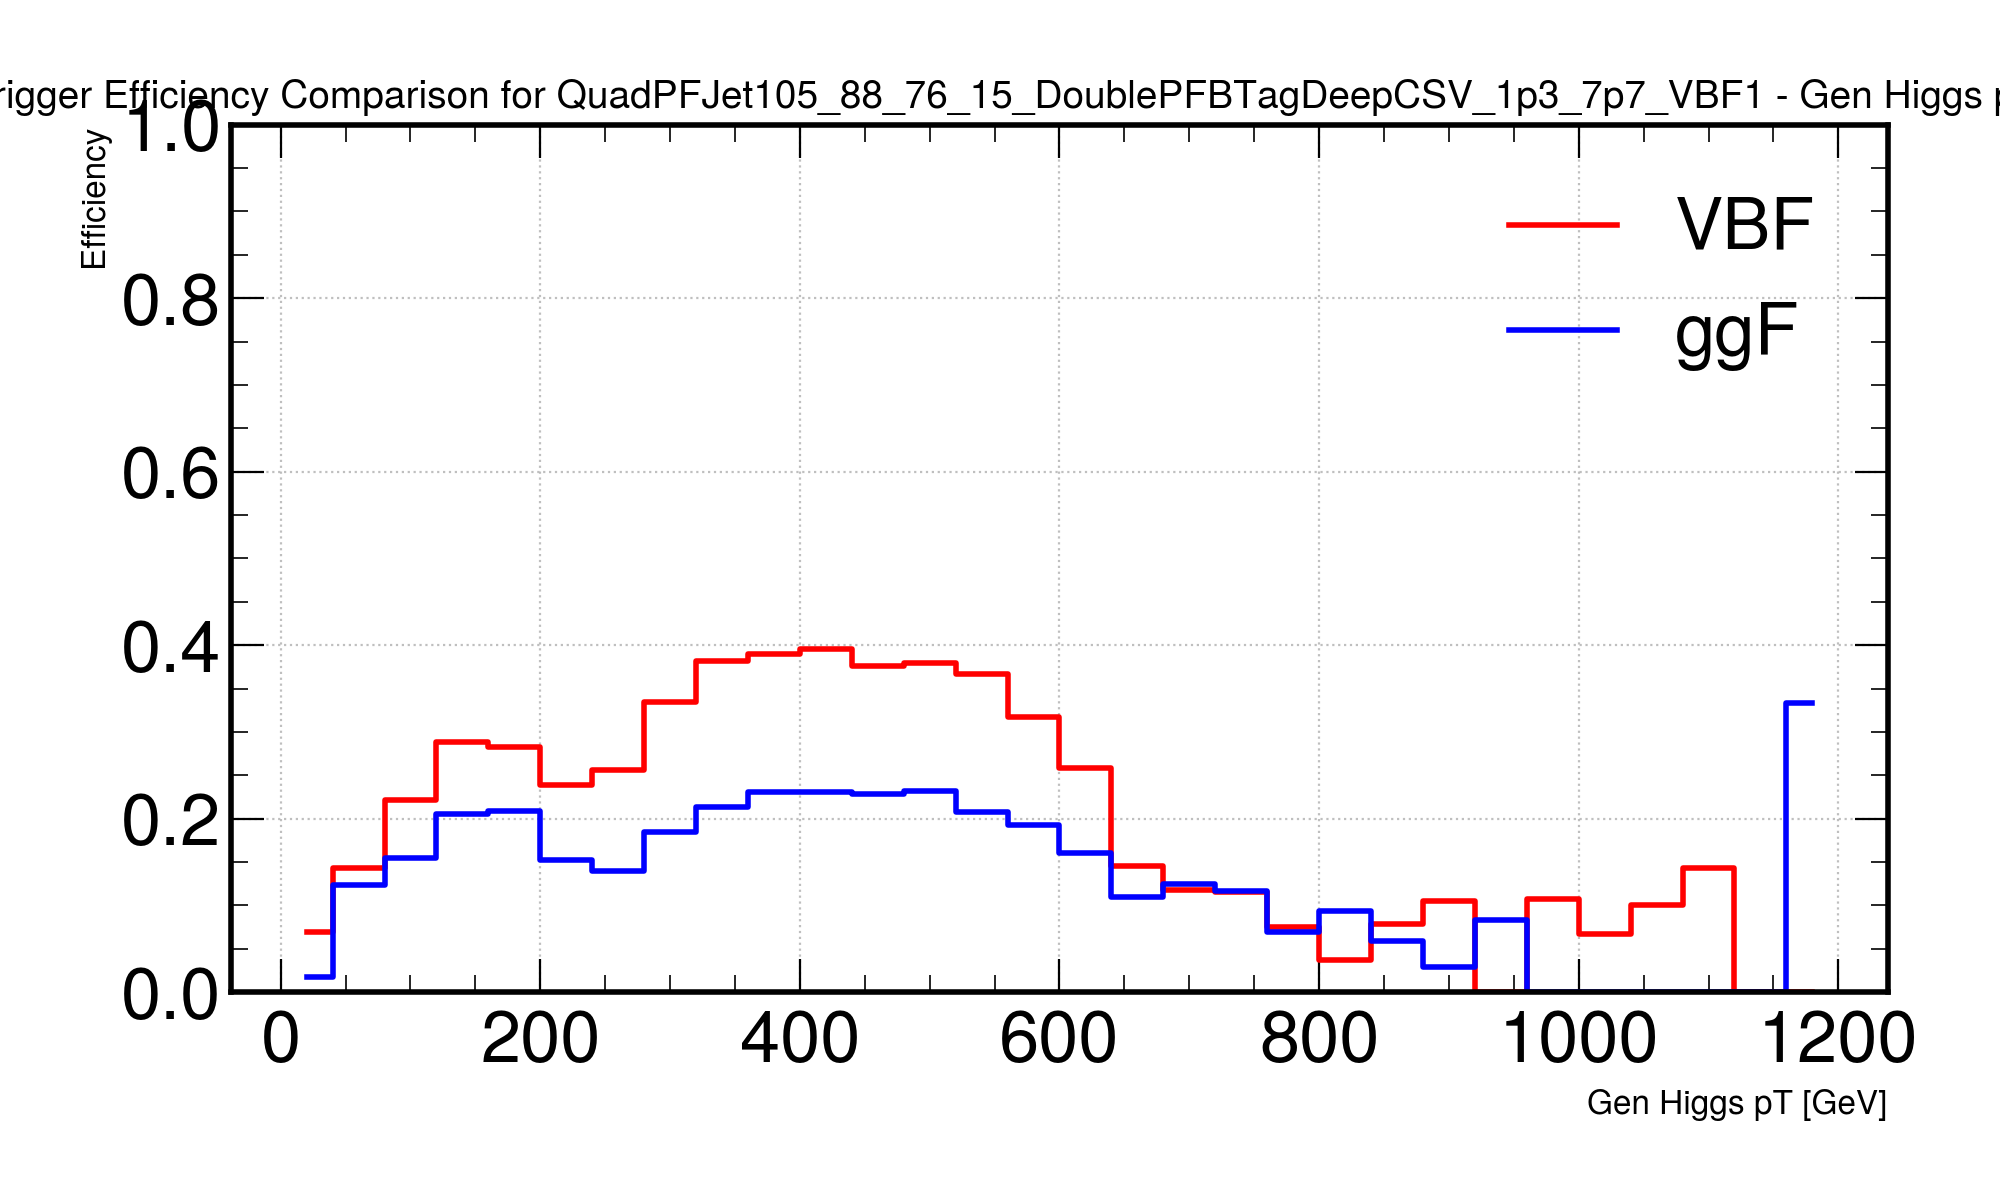 rigger Efficiency Comparison for QuadPFJet105_88_76_15_DoublePFBTagDeepCSV_1p3_7p7_VBF1 - Gen Higgs p
Efficiency
1.0
0.8
0.6
0.4
0.2
0.0
VBF
ggF
0 200 400 600 800 1000 1200
Gen Higgs pT [GeV]